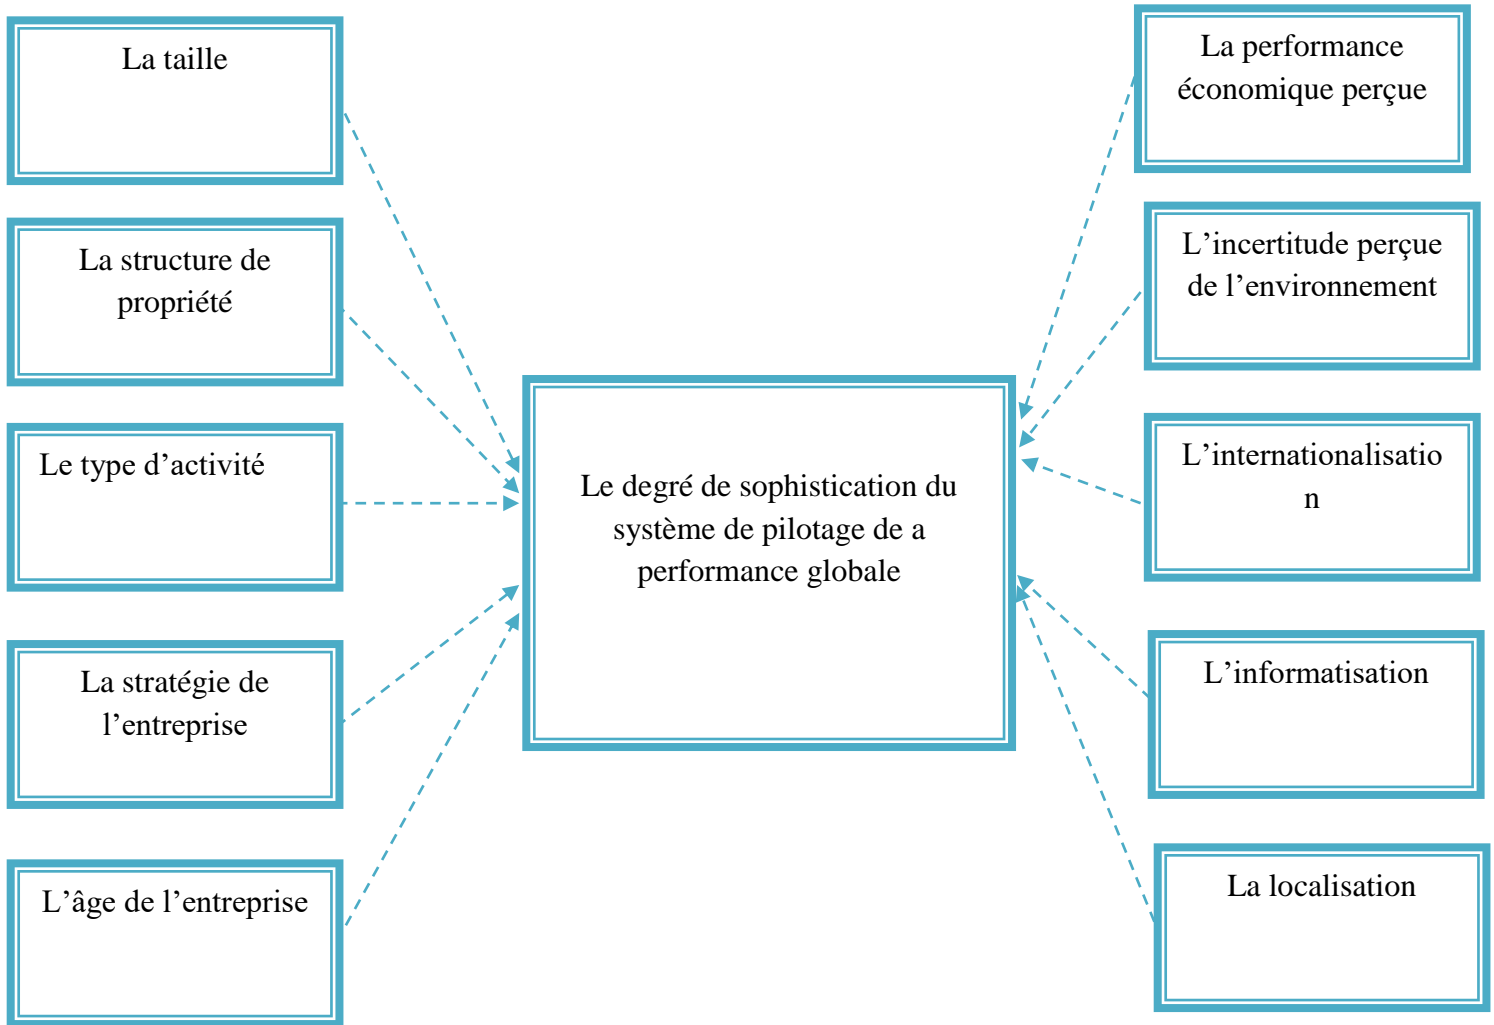 La taille
La structure de
propriété
Le type d’activité
La stratégie de
l’entreprise
L’âge de l’entreprise
Le degré de sophistication du
système de pilotage de a
performance globale
La performance
économique perçue
L’incertitude perçue
de l’environnement
L’internationalisatio
n
L’informatisation
La localisation